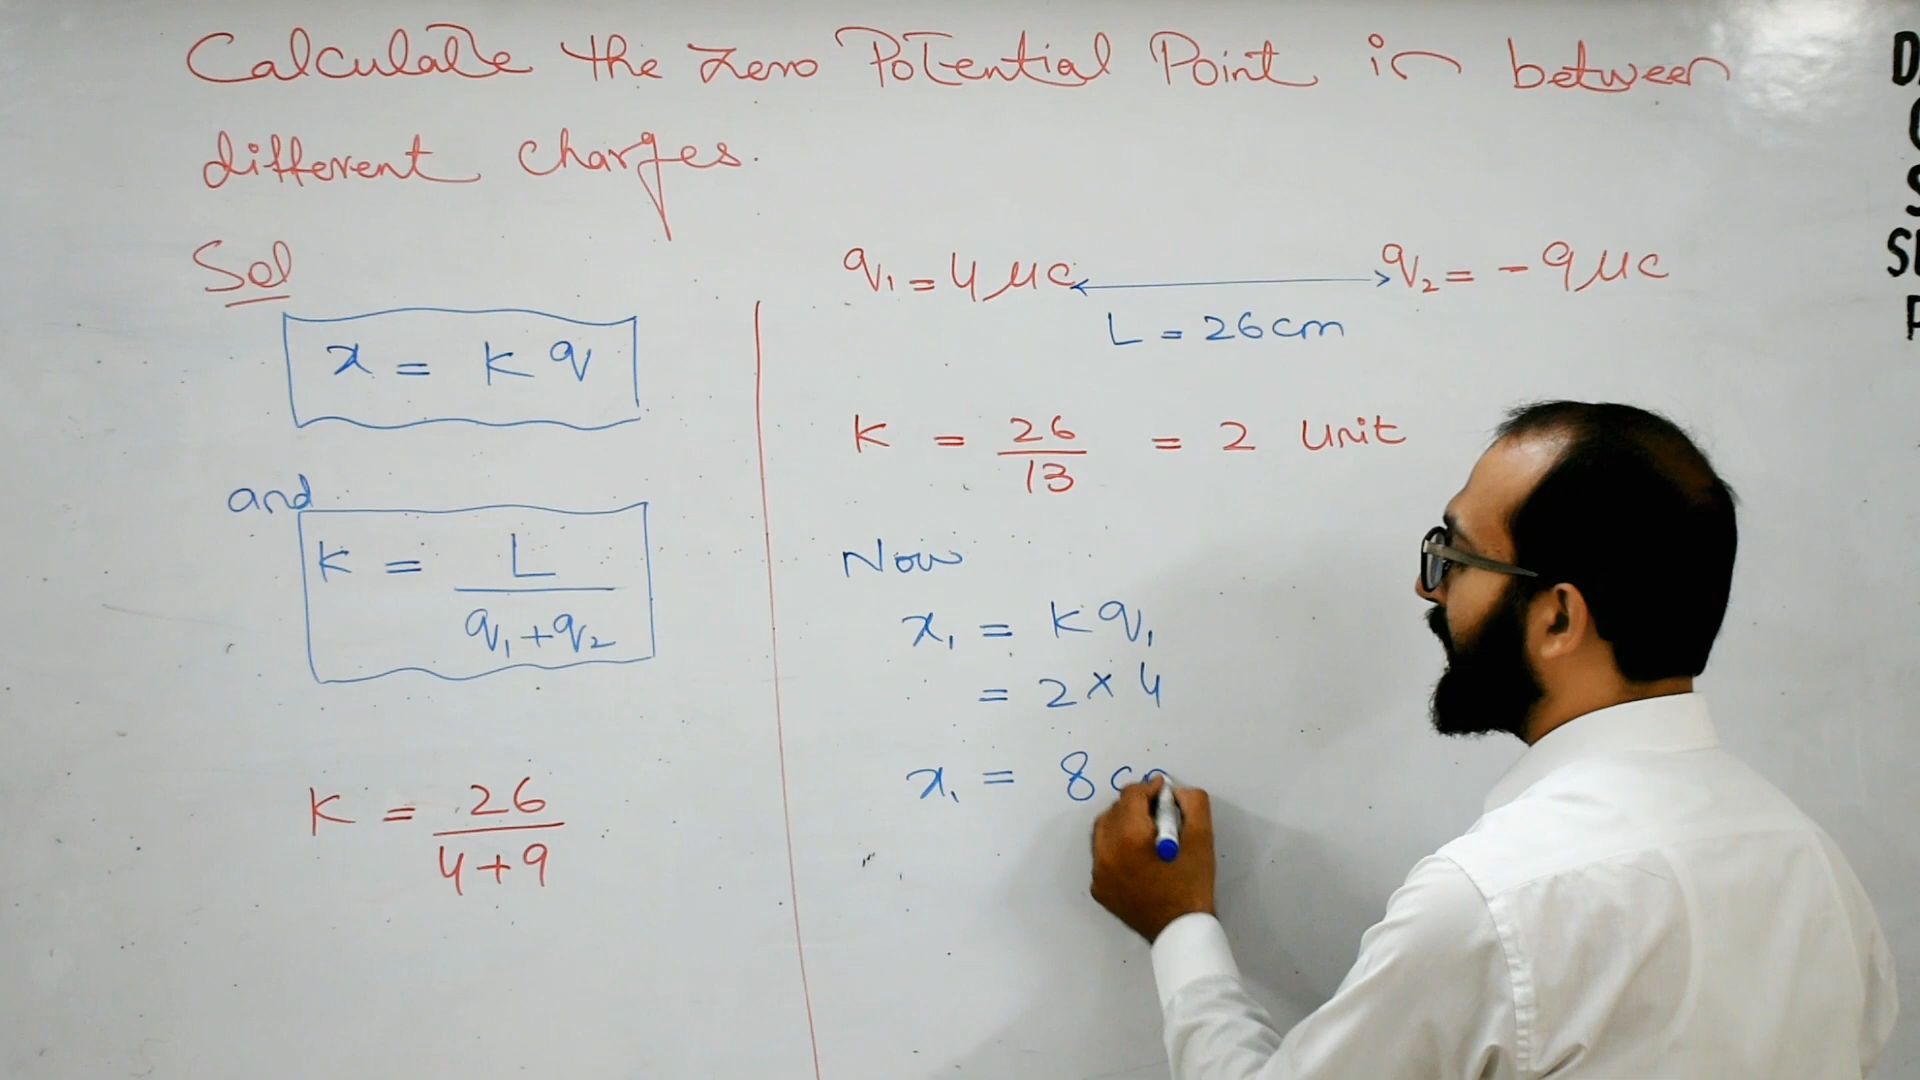 Calculate the zero Potential Point in between
different charges.
Sol
x = k q
and
k = L / q₁+q₂
k = 26 / 4+9
q₁ = 4 μc q₂ = -9 μc
L = 26cm
k = 26 / 13 = 2 Unit
Now
x₁ = k q₁
= 2 × 4
x₁ = 8 c
D
S
SE
P